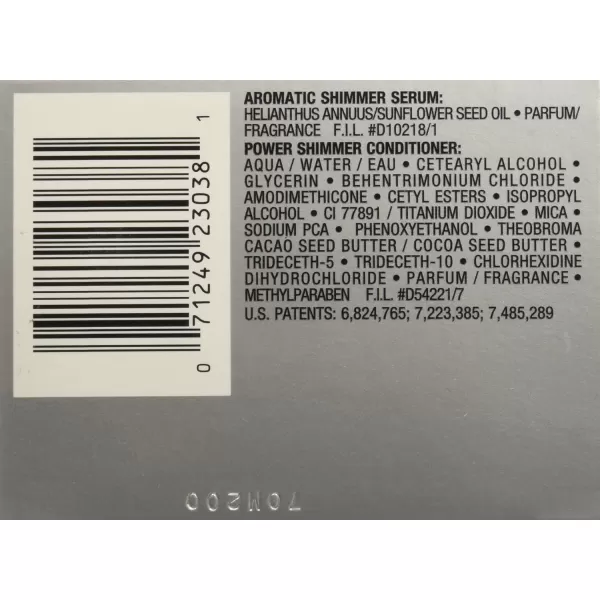 AROMATIC SHIMMER SERUM:
HELIANTHUS ANNUUS/SUNFLOWER SEED OIL • PARFUM/
FRAGRANCE F.I.L. #D10218/1
POWER SHIMMER CONDITIONER:
AQUA / WATER / EAU • CETEARYL ALCOHOL •
GLYCERIN • BEHENTRIMONIUM CHLORIDE •
AMODIMETHICONE • CETYL ESTERS • ISOPROPYL
ALCOHOL • CI 77891 / TITANIUM DIOXIDE • MICA •
SODIUM PCA • PHENOXYETHANOL • THEOBROMA
CACAO SEED BUTTER / COCOA SEED BUTTER •
TRIDECETH-5 • TRIDECETH-10 • CHLORHEXIDINE
DIHYDROCHLORIDE • PARFUM / FRAGRANCE •
METHYLPARABEN F.I.L. #D54221/7
U.S. PATENTS: 6,824,765; 7,223,385; 7,485,289
0 71249 23038 1
70M200